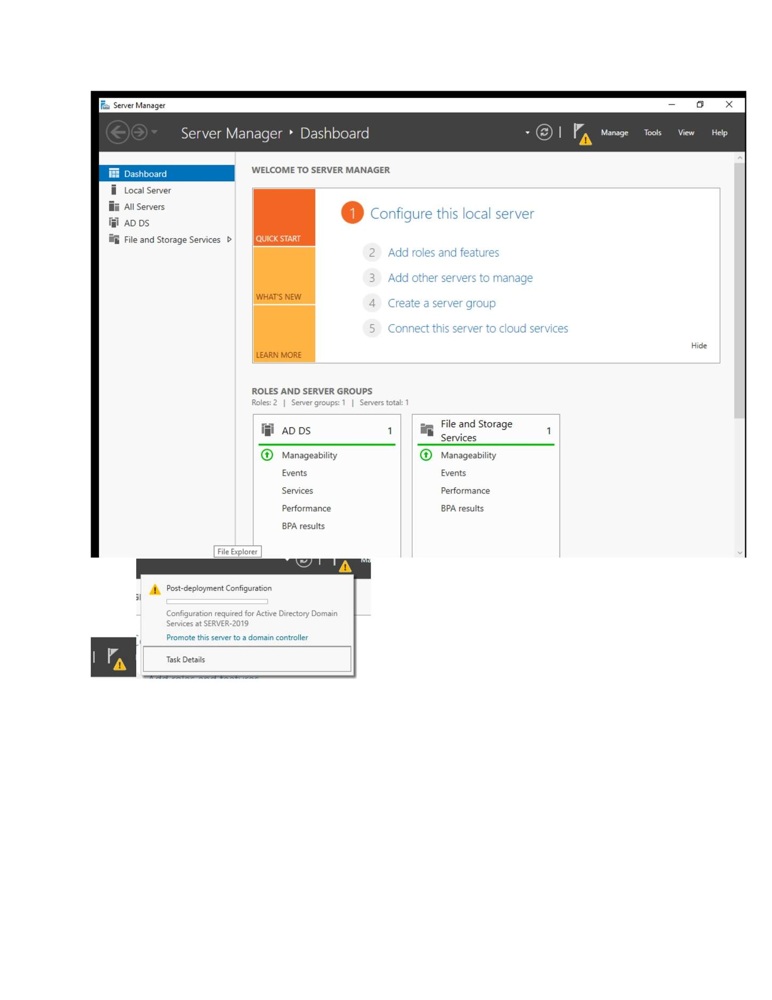 Server Manager
Server Manager ‣ Dashboard
Manage Tools View Help
Dashboard
Local Server
All Servers
AD DS
File and Storage Services
WELCOME TO SERVER MANAGER
QUICK START
WHAT'S NEW
LEARN MORE
1 Configure this local server
2 Add roles and features
3 Add other servers to manage
4 Create a server group
5 Connect this server to cloud services
Hide
ROLES AND SERVER GROUPS
Roles: 2 | Server groups: 1 | Servers total: 1
AD DS 1
Manageability
Events
Services
Performance
BPA results
File and Storage
Services 1
Manageability
Events
Performance
BPA results
File Explorer
Ma
Post-deployment Configuration
Configuration required for Active Directory Domain
Services at SERVER-2019
Promote this server to a domain controller
Task Details
Add roles and features